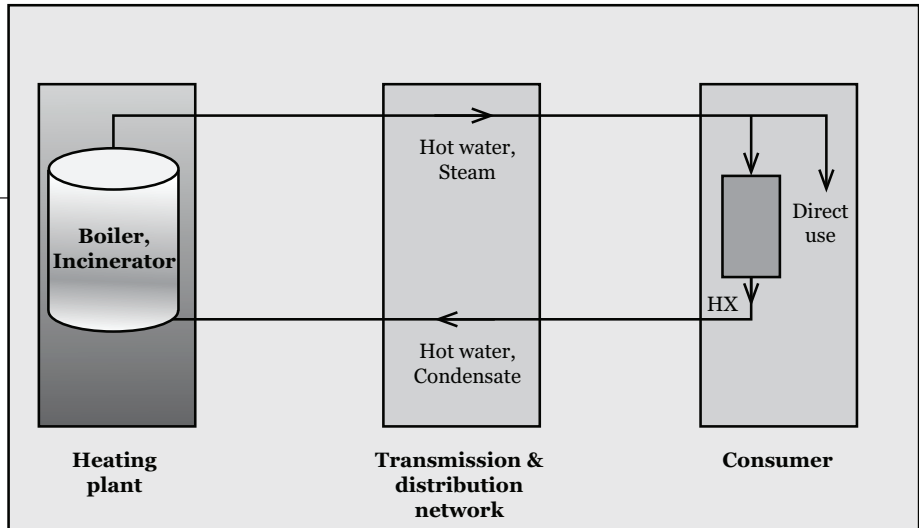 Hot water,
Steam
Boiler,
Incinerator
Direct
use
HX
Hot water,
Condensate
Heating
plant
Transmission &
distribution
network
Consumer